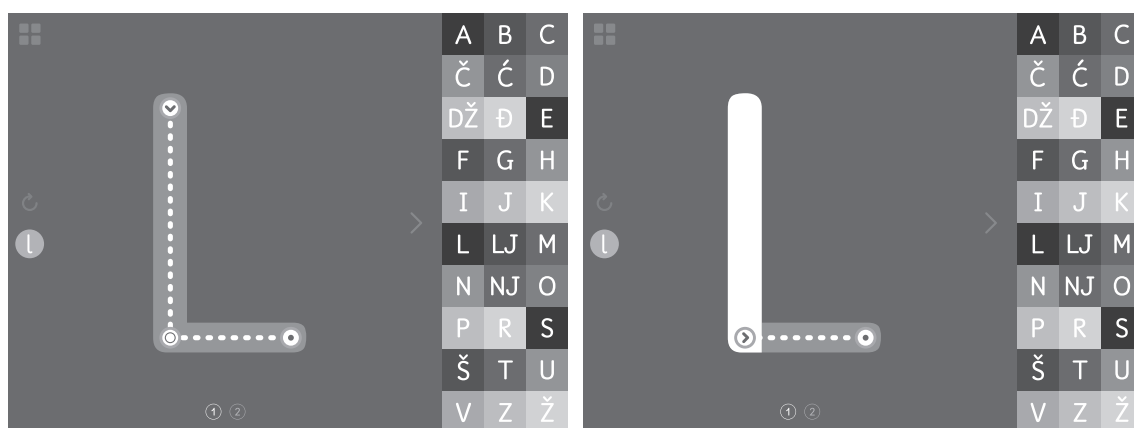 L
l
1 2
A B C
Č Ć D
DŽ Đ E
F G H
I J K
L LJ M
N NJ O
P R S
Š T U
V Z Ž
L
l
1 2
A B C
Č Ć D
DŽ Đ E
F G H
I J K
L LJ M
N NJ O
P R S
Š T U
V Z Ž